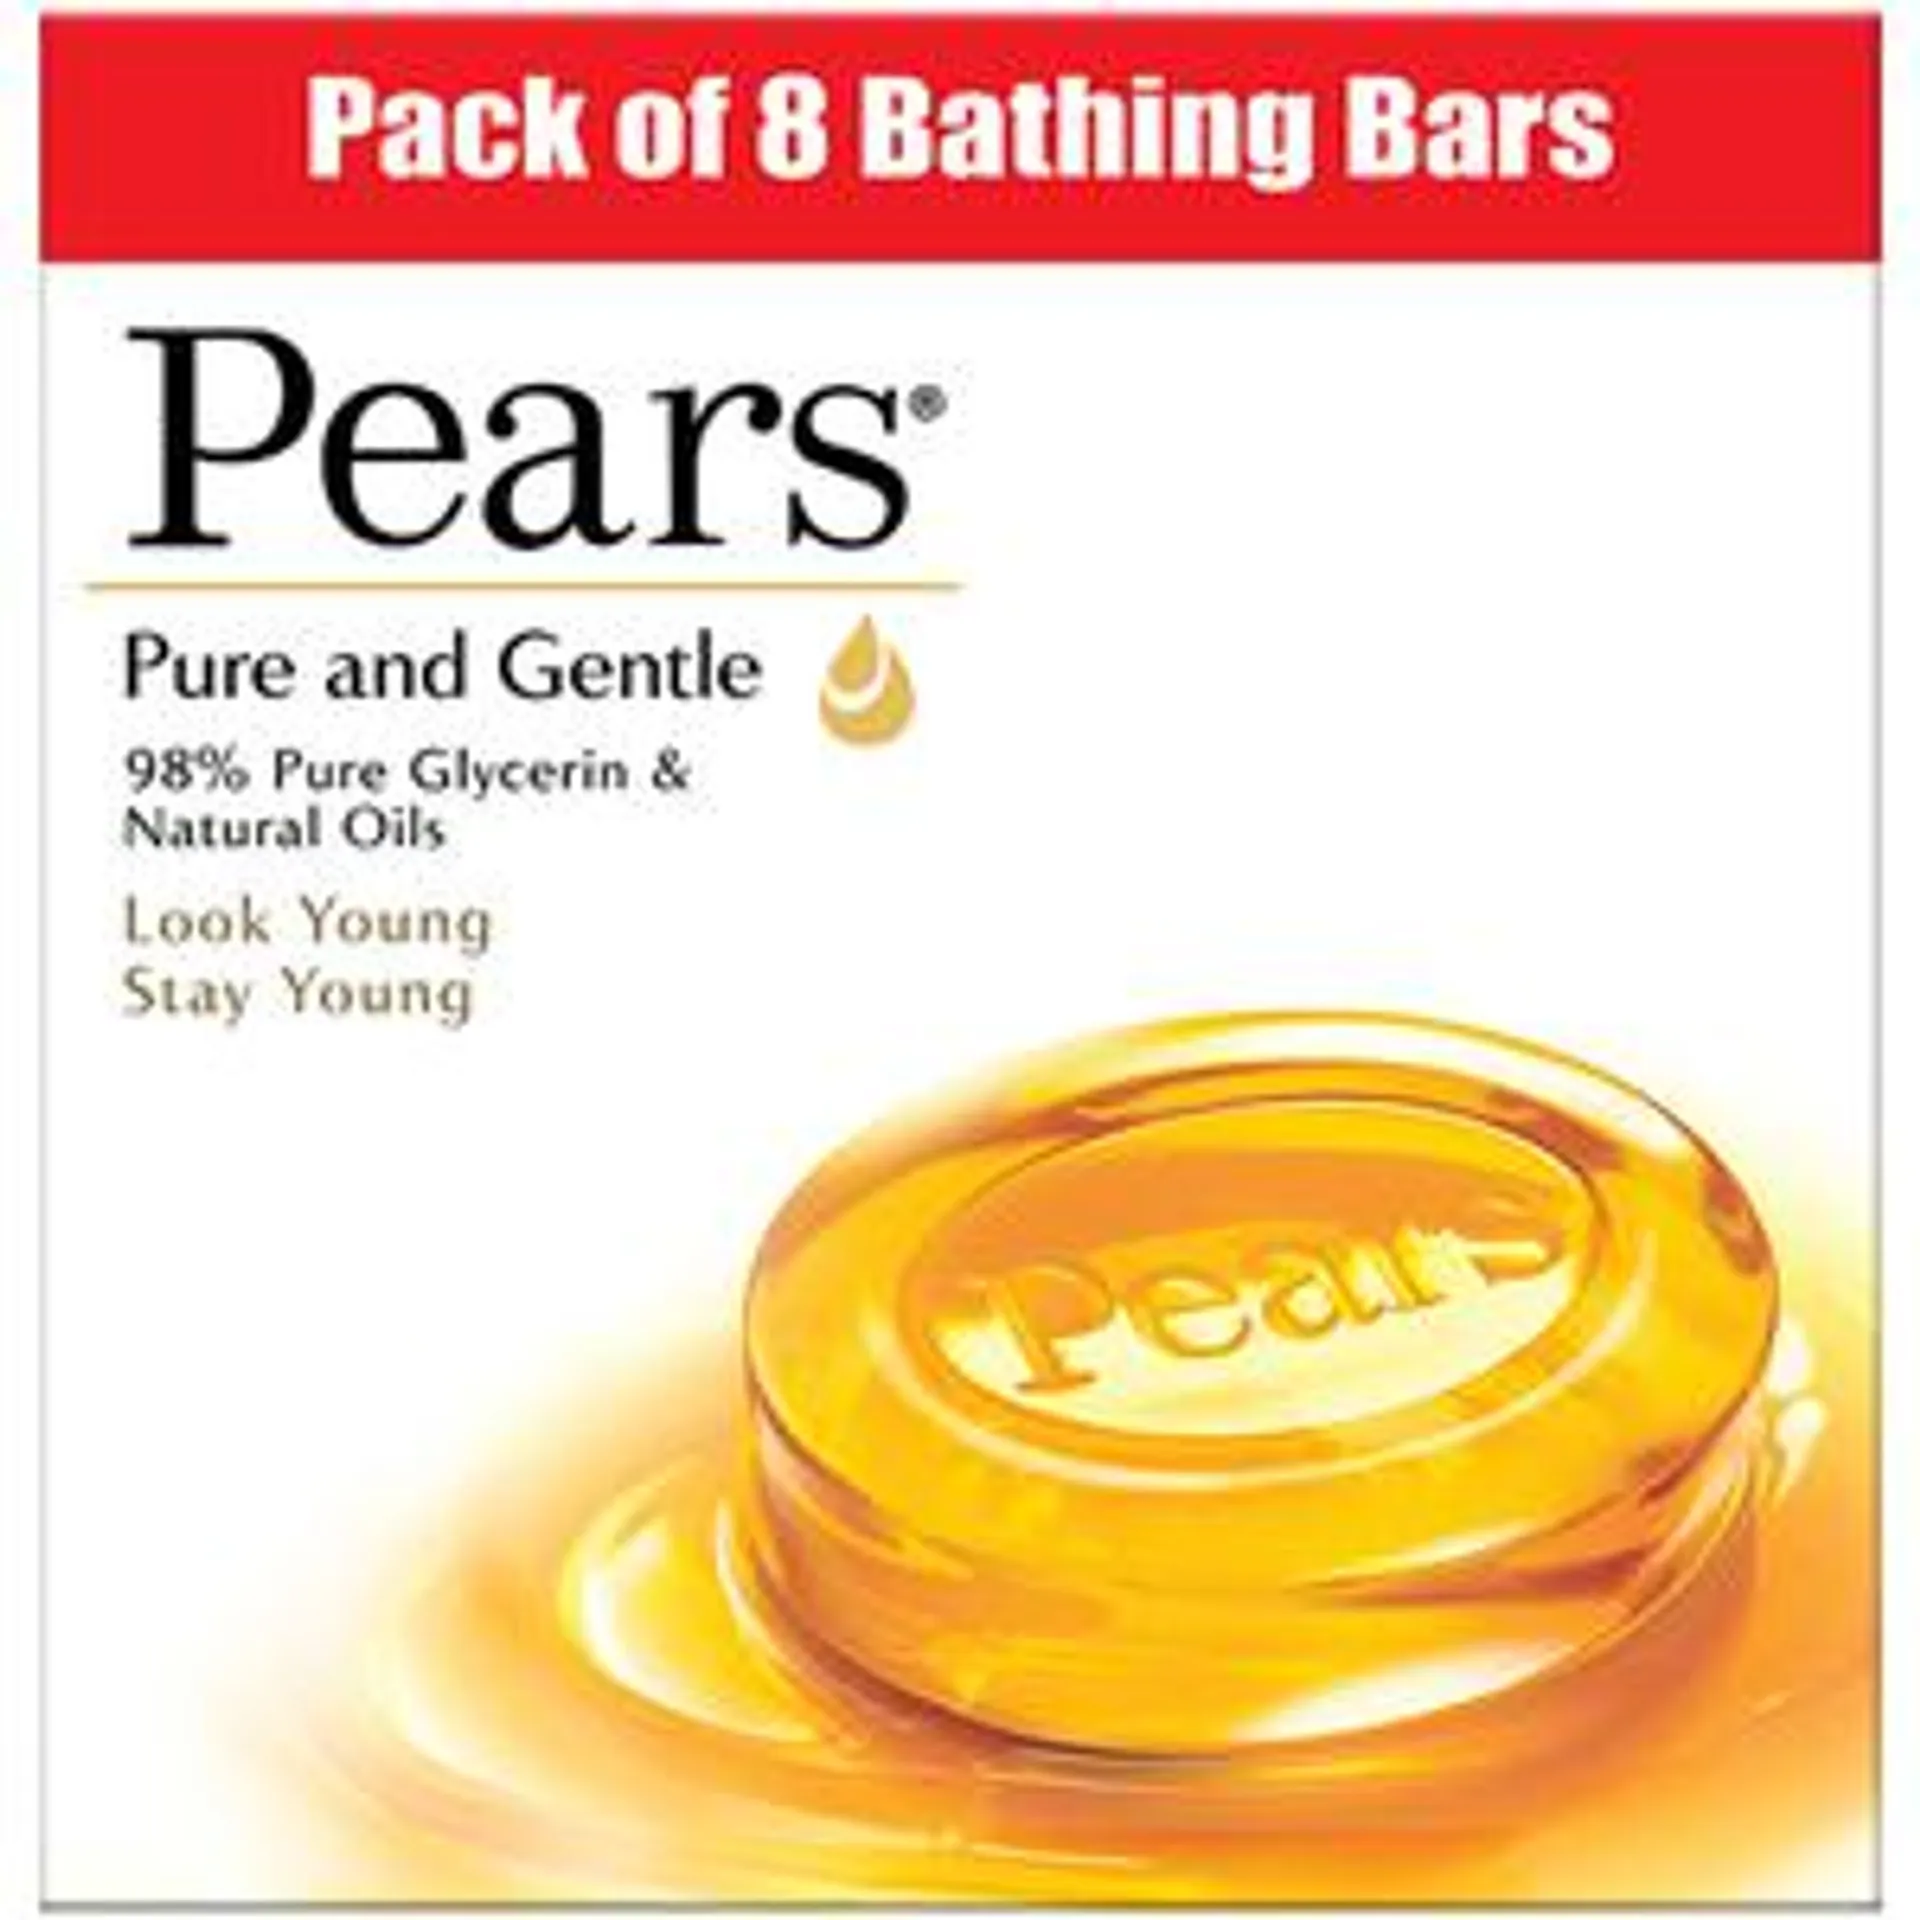 Pack of 8 Bathing Bars
Pears®
Pure and Gentle
98% Pure Glycerin &
Natural Oils
Look Young
Stay Young
Pears